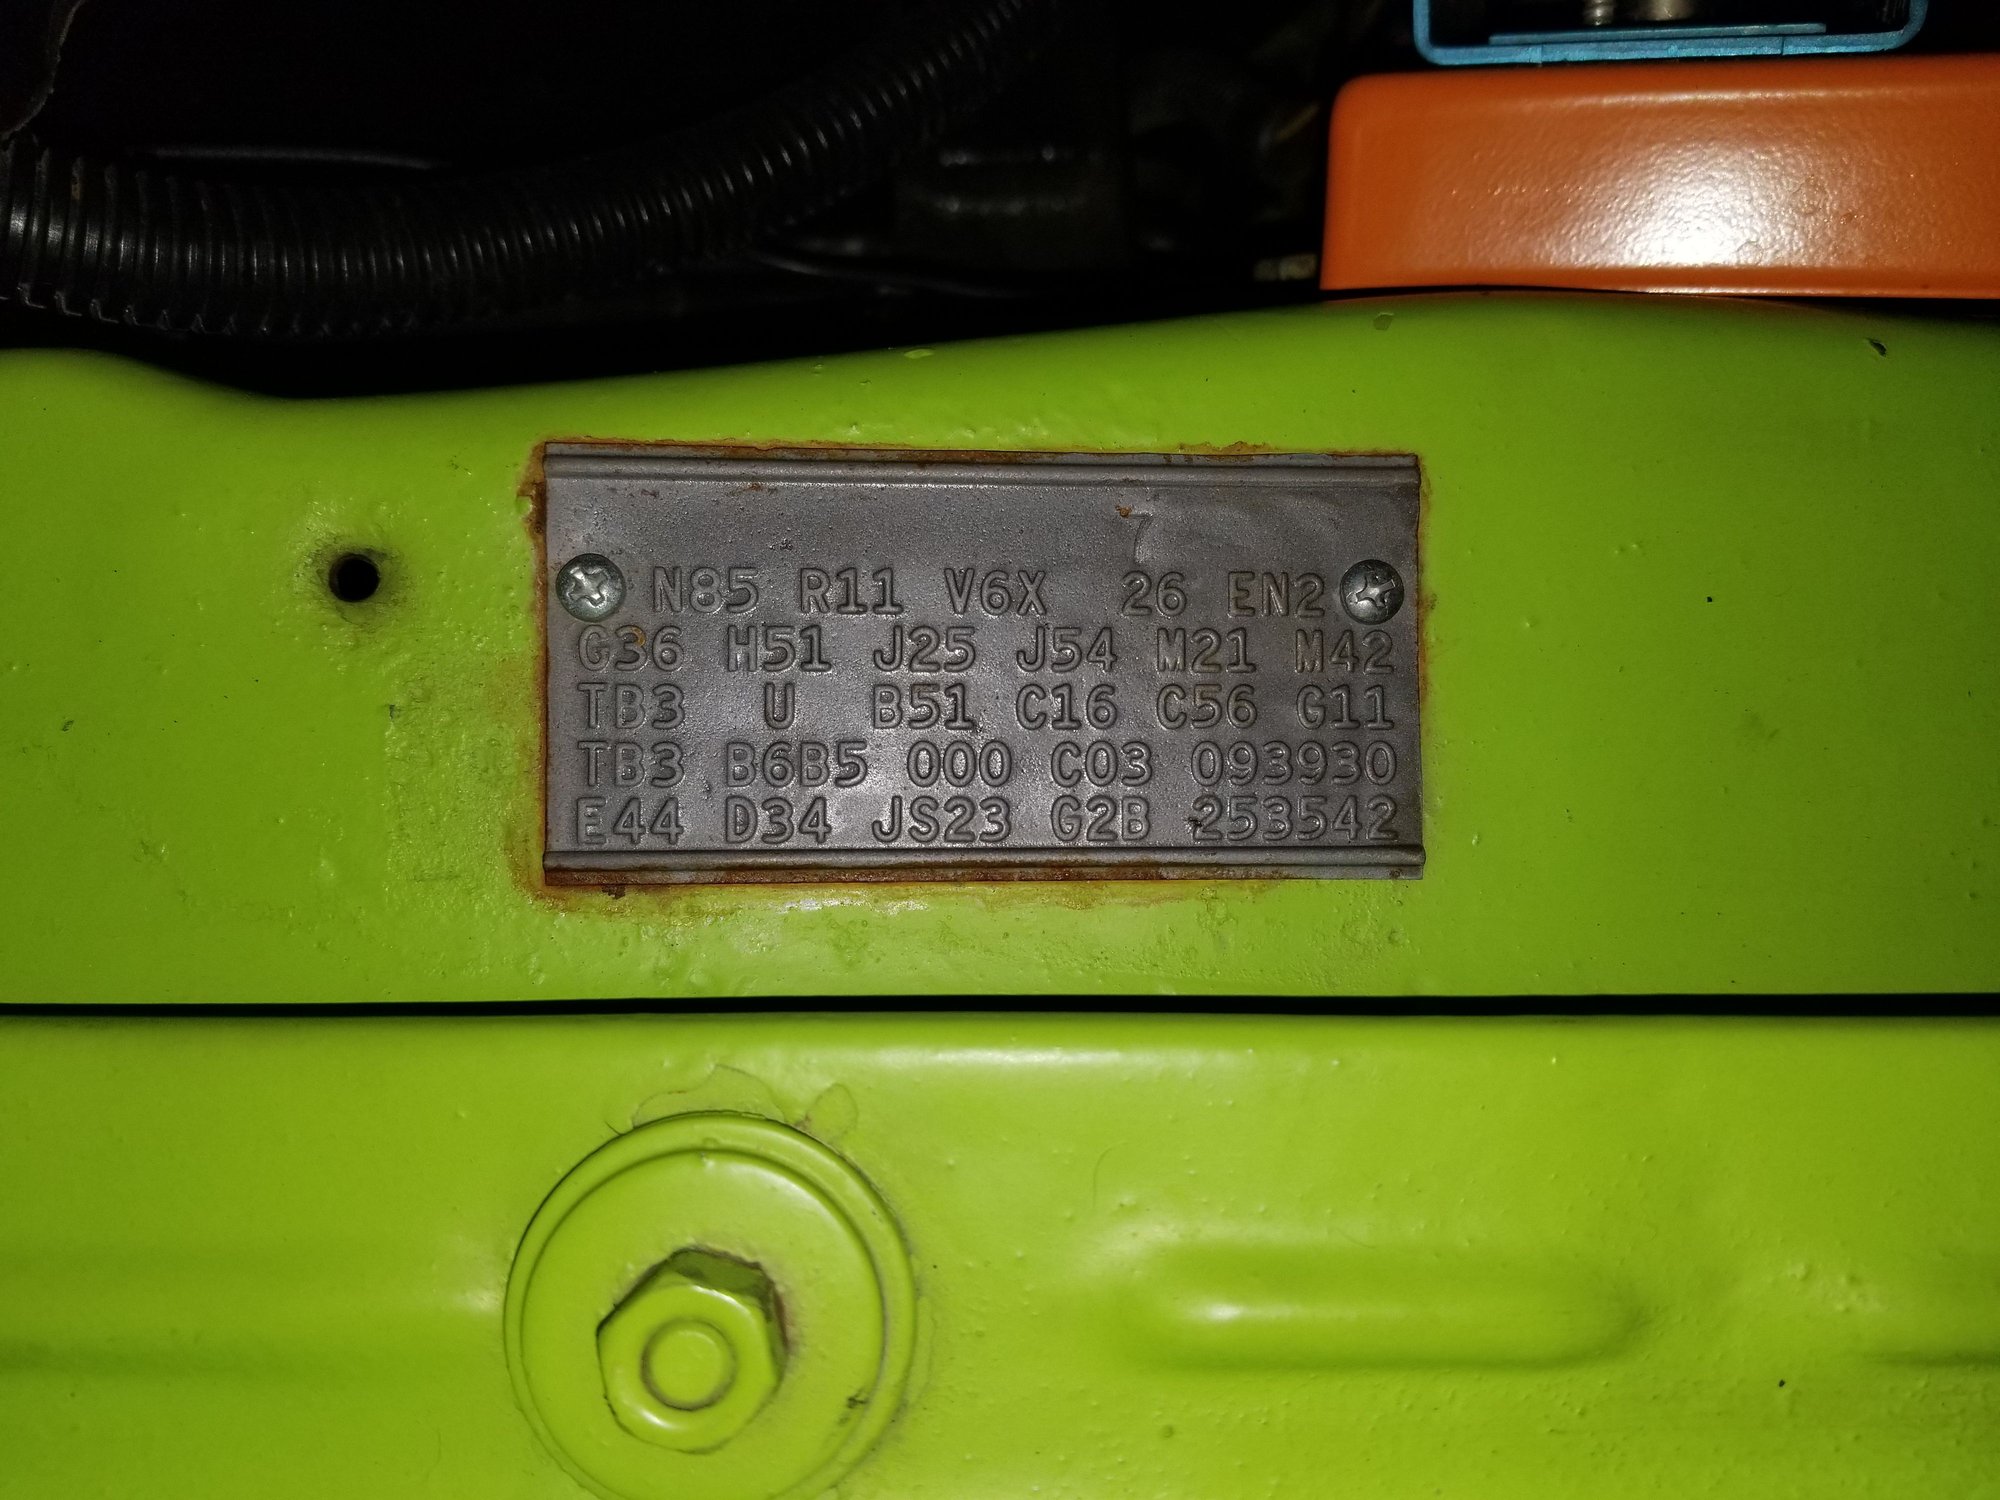 7
N85 R11 V6X 26 EN2
G36 H51 J25 J54 M21 M42
TB3 U B51 C16 C56 G11
TB3 B6B5 000 C03 093930
E44 D34 JS23 G2B 253542